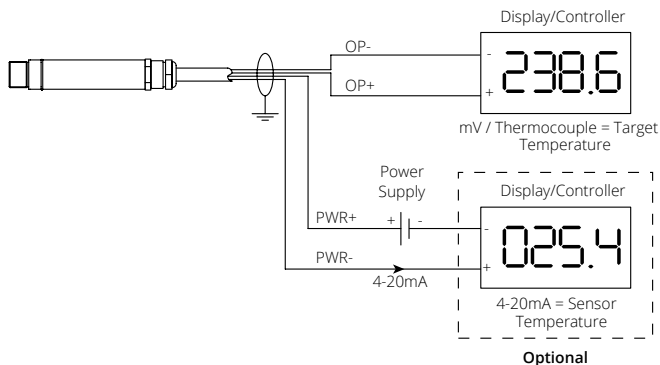 Display/Controller
OP-
-
238.6
OP+
+
mV / Thermocouple = Target
Temperature
Power
Supply
Display/Controller
PWR+
+
-
-
025.4
PWR-
+
4-20mA
4-20mA = Sensor
Temperature
Optional